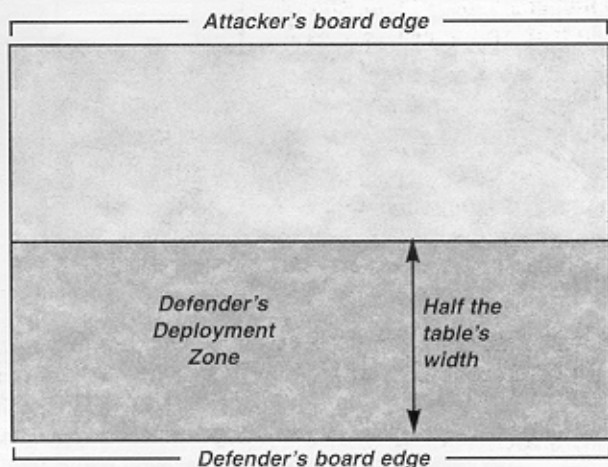 Attacker's board edge
Defender's
Deployment
Zone
Half the
table's
width
Defender's board edge